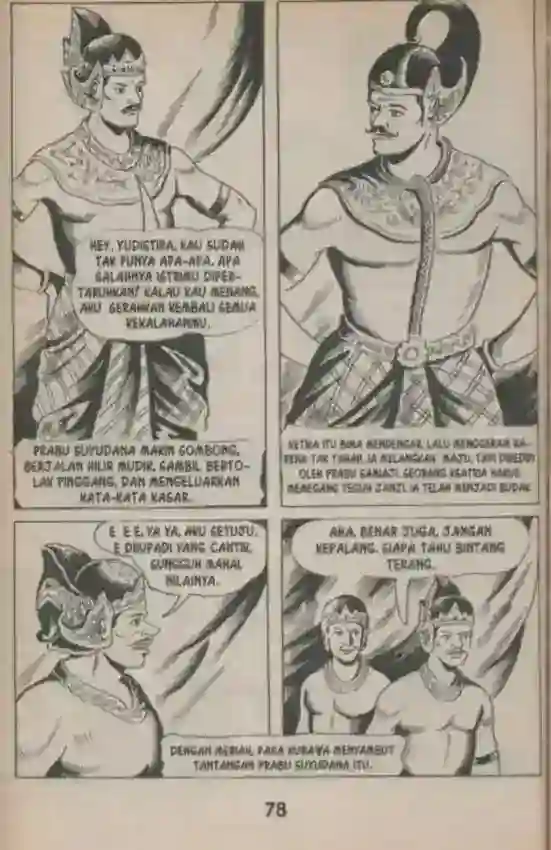 HEY, YUDISTIRA, KAU SUDAH
TAK PUNYA APA-APA. APA
SALAHNYA ISTRIMU DIPER-
TARUHKAN? KALAU KAU MENANG,
AKU SERAHKAN KEMBALI SEMUA
KEKALAHANMU.
PRABU SUYUDANA MAKIN SOMBONG,
BERJALAN HILIR MUDIK, SAMBIL BERTO-
LAK PINGGANG, DAN MENGELUARKAN
KATA-KATA KASAR.
KETIKA ITU BIMA MENDENGAR, LALU MENGGERAM KA-
RENA TAK TAHAN. IA MELANGKAH MAJU, TAPI
OLEH PRABU SAMIAJI. SEORANG KSATRIA HARUS
MEMEGANG TEGUH JANJI. IA TELAH MENJADI BUDAK.
E E E, YA YA, AKU SETUJU.
E DRUPADI YANG CANTIK,
SUNGGUH MAHAL
NILAINYA.
AHA, BENAR JUGA, JANGAN
KEPALANG. SIAPA TAHU BINTANG
TERANG.
DENGAN MERIAH, PARA KURAWA MENYAMBUT
TANTANGAN PRABU SUYUDANA ITU.
78